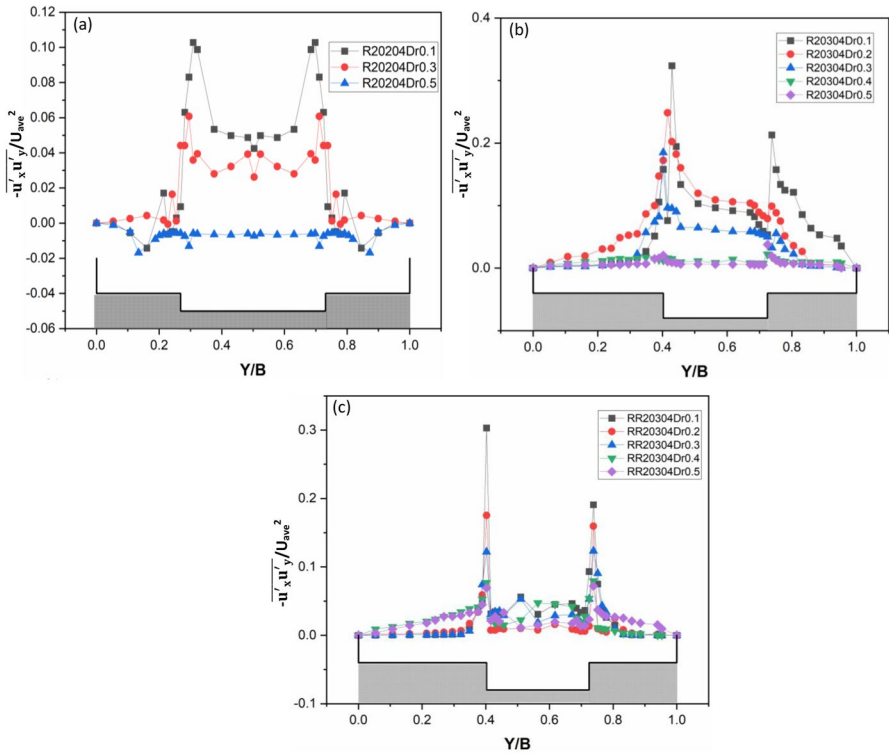 (a)
R20204Dr0.1
R20204Dr0.3
R20204Dr0.5
-u'ₓu'ᵧ/Uₐᵥₑ²
0.12
0.10
0.08
0.06
0.04
0.02
0.00
-0.02
-0.04
-0.06
0.0 0.2 0.4 0.6 0.8 1.0
Y/B
(b)
R20304Dr0.1
R20304Dr0.2
R20304Dr0.3
R20304Dr0.4
R20304Dr0.5
-u'ₓu'ᵧ/Uₐᵥₑ²
0.4
0.2
0.0
0.0 0.2 0.4 0.6 0.8 1.0
Y/B
(c)
RR20304Dr0.1
RR20304Dr0.2
RR20304Dr0.3
RR20304Dr0.4
RR20304Dr0.5
-u'ₓu'ᵧ/Uₐᵥₑ²
0.3
0.2
0.1
0.0
-0.1
0.0 0.2 0.4 0.6 0.8 1.0
Y/B